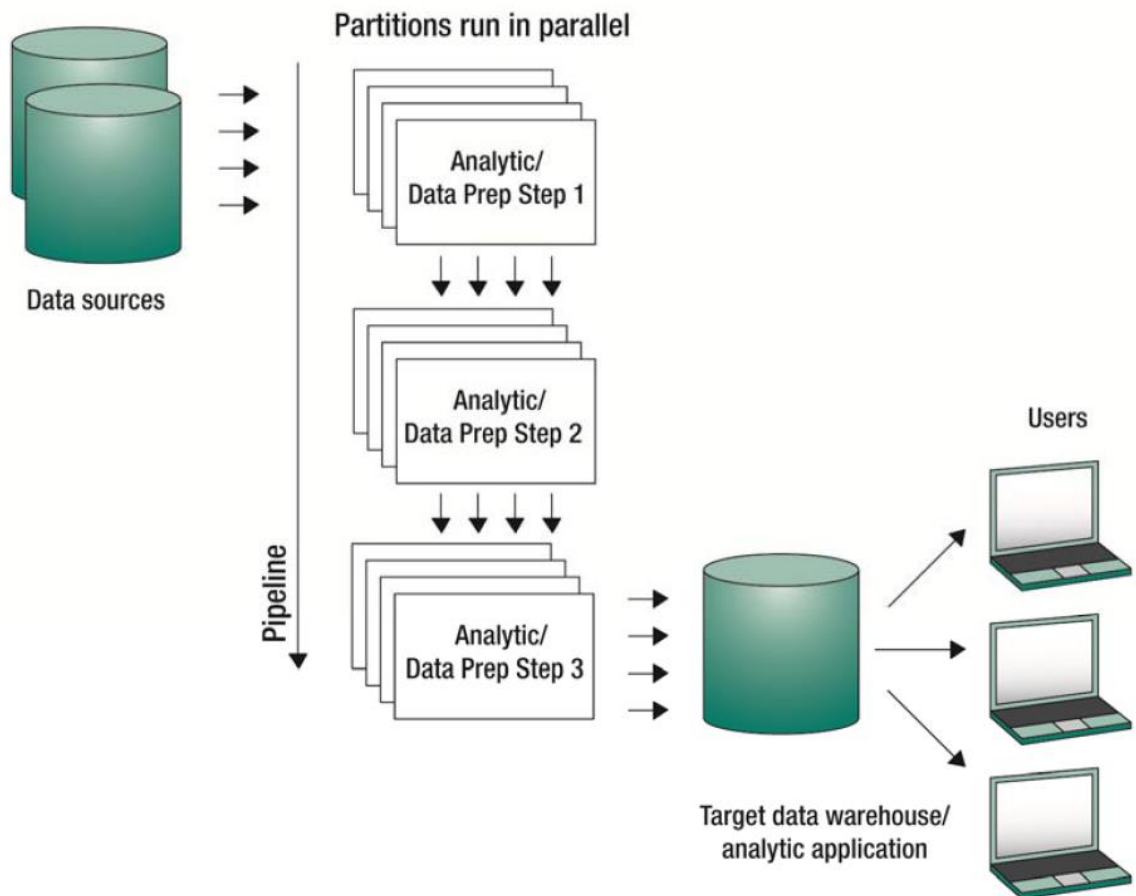 Partitions run in parallel
Data sources
Analytic/
Data Prep Step 1
Analytic/
Data Prep Step 2
Pipeline
Analytic/
Data Prep Step 3
Target data warehouse/
analytic application
Users